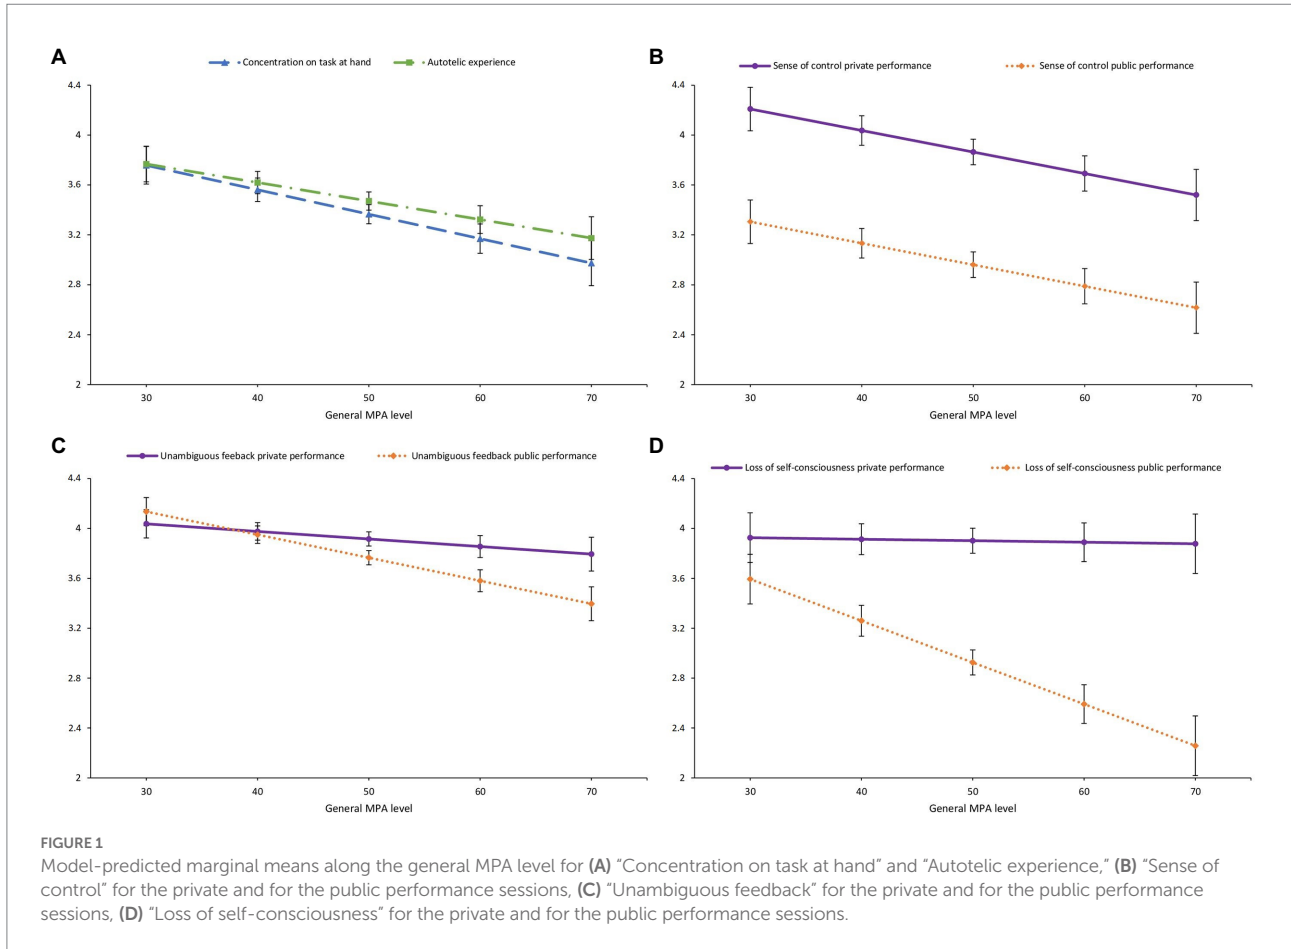 A
Concentration on task at hand
Autotelic experience
4.4
4
3.6
3.2
2.8
2.4
2
30 40 50 60 70
General MPA level
B
Sense of control private performance
Sense of control public performance
4.4
4
3.6
3.2
2.8
2.4
2
30 40 50 60 70
General MPA level
C
Unambiguous feeback private performance
Unambiguous feedback public performance
4.4
4
3.6
3.2
2.8
2.4
2
30 40 50 60 70
General MPA level
D
Loss of self-consciousness private performance
Loss of self-consciousness public performance
4.4
4
3.6
3.2
2.8
2.4
2
30 40 50 60 70
General MPA level
FIGURE 1
Model-predicted marginal means along the general MPA level for (A) “Concentration on task at hand” and “Autotelic experience,” (B) “Sense of
control” for the private and for the public performance sessions, (C) “Unambiguous feedback” for the private and for the public performance
sessions, (D) “Loss of self-consciousness” for the private and for the public performance sessions.